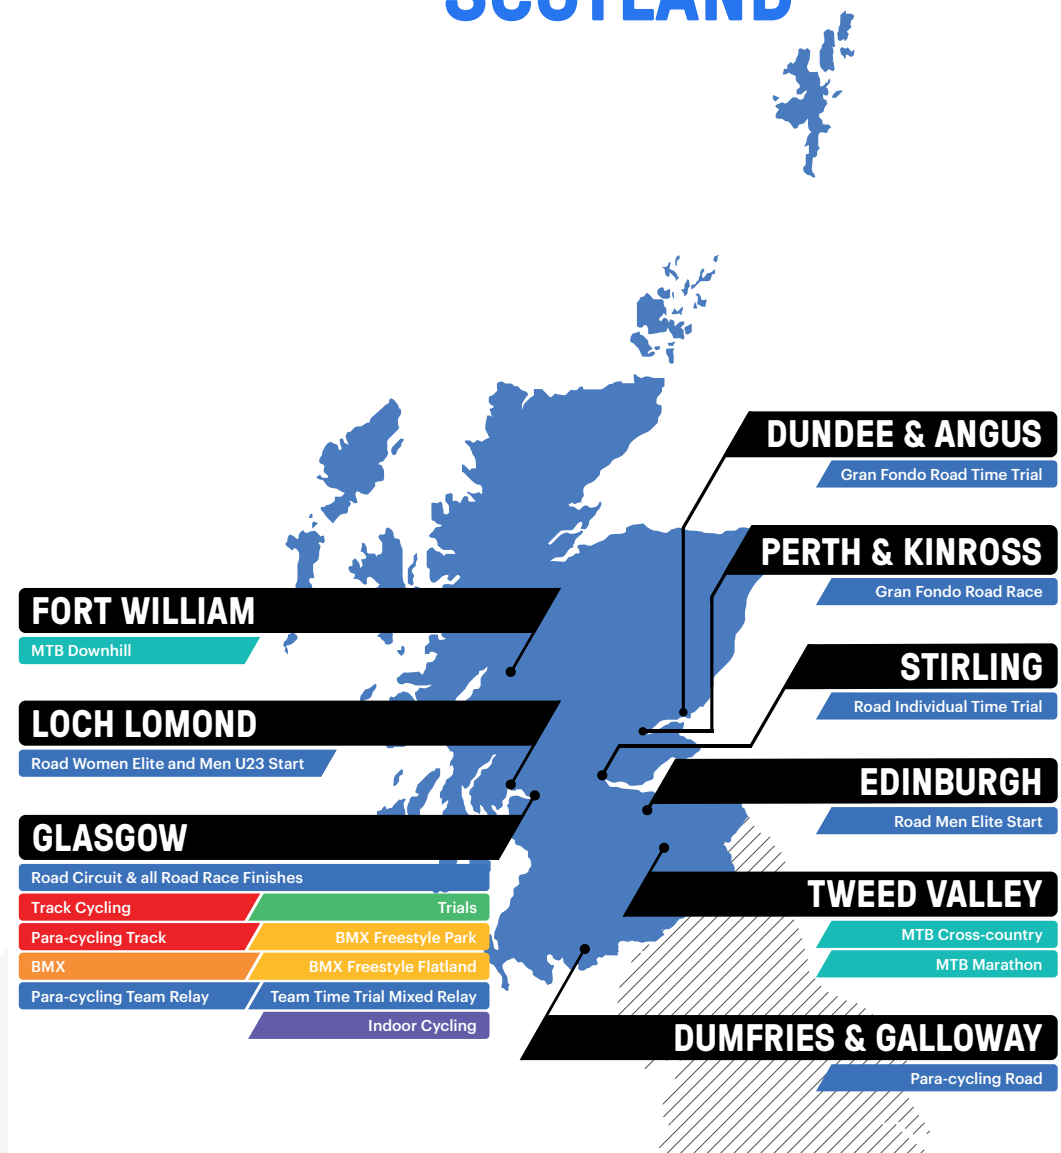 SCOTLAND
DUNDEE & ANGUS
Gran Fondo Road Time Trial
PERTH & KINROSS
Gran Fondo Road Race
FORT WILLIAM
MTB Downhill
STIRLING
Road Individual Time Trial
LOCH LOMOND
Road Women Elite and Men U23 Start
EDINBURGH
Road Men Elite Start
GLASGOW
Road Circuit & all Road Race Finishes
Track Cycling
Trials
Para-cycling Track
BMX Freestyle Park
BMX
BMX Freestyle Flatland
Para-cycling Team Relay
Team Time Trial Mixed Relay
Indoor Cycling
TWEED VALLEY
MTB Cross-country
MTB Marathon
DUMFRIES & GALLOWAY
Para-cycling Road